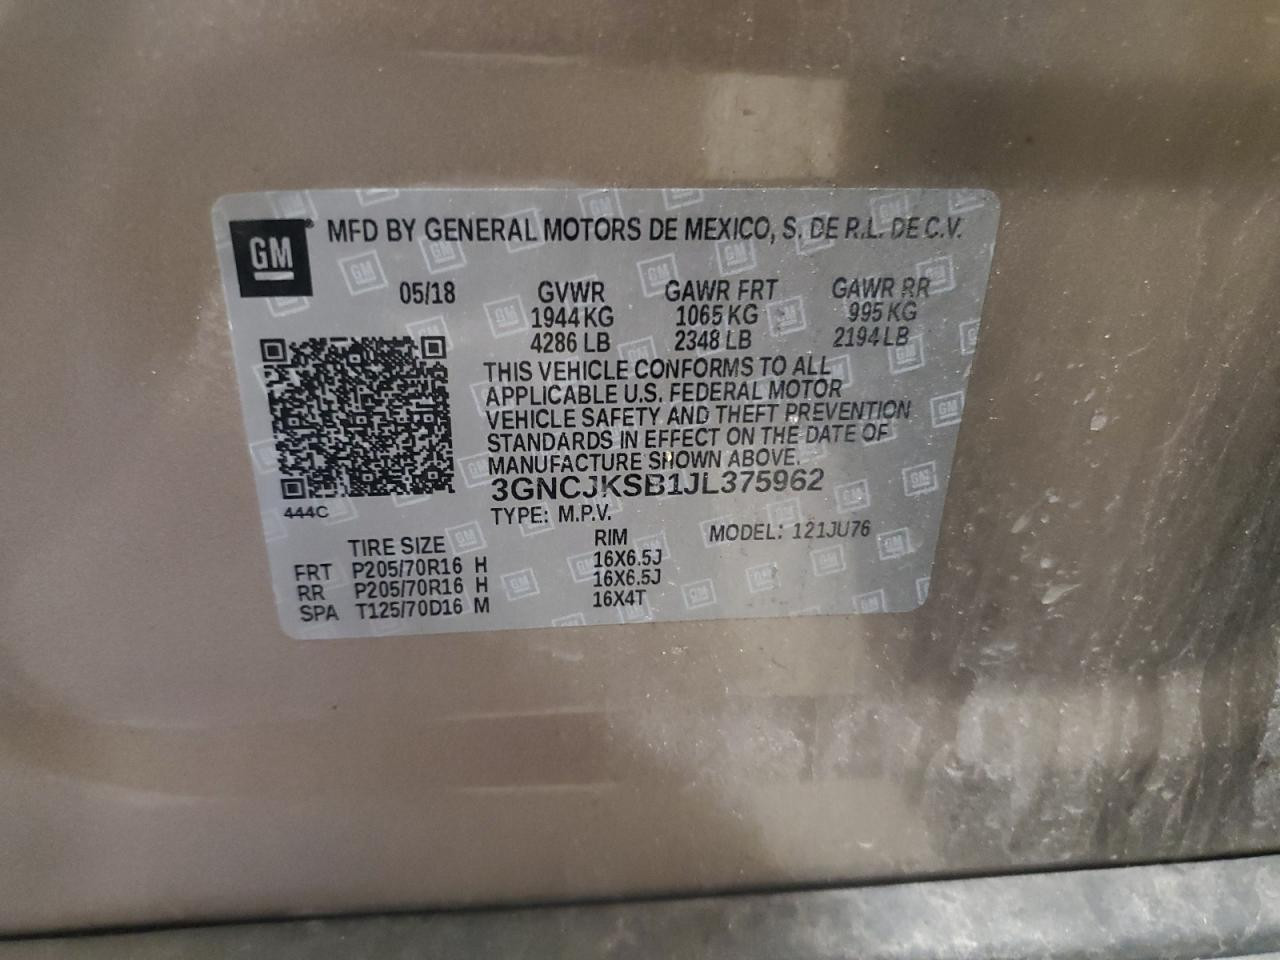 GM® MFD BY GENERAL MOTORS DE MEXICO, S. DE R.L. DE C.V.
05/18 GVWR GAWR FRT GAWR RR
1944 KG 1065 KG 995 KG
4286 LB 2348 LB 2194 LB
THIS VEHICLE CONFORMS TO ALL
APPLICABLE U.S. FEDERAL MOTOR
VEHICLE SAFETY AND THEFT PREVENTION
STANDARDS IN EFFECT ON THE DATE OF
MANUFACTURE SHOWN ABOVE.
3GNCJKSB1JL375962
444C
TYPE: M.P.V. MODEL: 121JU76
TIRE SIZE RIM
FRT P205/70R16 H 16X6.5J
RR P205/70R16 H 16X6.5J
SPA T125/70D16 M 16X4T